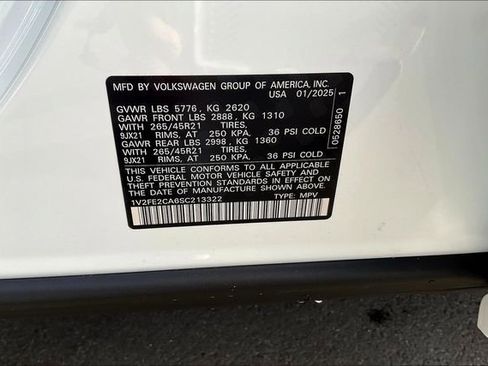 MFD BY VOLKSWAGEN GROUP OF AMERICA, INC.
USA 01/2025
GVWR LBS 5776, KG 2620
GAWR FRONT LBS 2888, KG 1310
WITH 265/45R21 TIRES,
9JX21 RIMS, AT 250 KPA, 36 PSI COLD
GAWR REAR LBS 2998, KG 1360
WITH 265/45R21 TIRES,
9JX21 RIMS, AT 250 KPA, 36 PSI COLD
THIS VEHICLE CONFORMS TO ALL APPLICABLE
U.S. FEDERAL MOTOR VEHICLE SAFETY AND
THEFT PREVENTION STANDARDS IN EFFECT ON
THE DATE OF MANUFACTURE SHOWN ABOVE.
1V2FE2CA6SC213322 TYPE: MPV
0528650 1